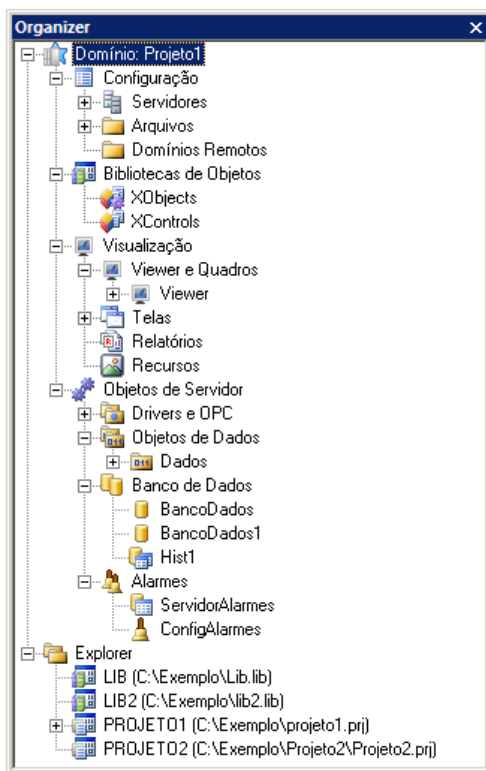 Organizer
Domínio: Projeto1
Configuração
Servidores
Arquivos
Domínios Remotos
Bibliotecas de Objetos
XObjects
XControls
Visualização
Viewer e Quadros
Viewer
Telas
Relatórios
Recursos
Objetos de Servidor
Drivers e OPC
Objetos de Dados
Dados
Banco de Dados
BancoDados
BancoDados1
Hist1
Alarmes
ServidorAlarmes
ConfigAlarmes
Explorer
LIB (C:\Exemplo\Lib.lib)
LIB2 (C:\Exemplo\lib2.lib)
PROJETO1 (C:\Exemplo\projeto1.prj)
PROJETO2 (C:\Exemplo\Projeto2\Projeto2.prj)